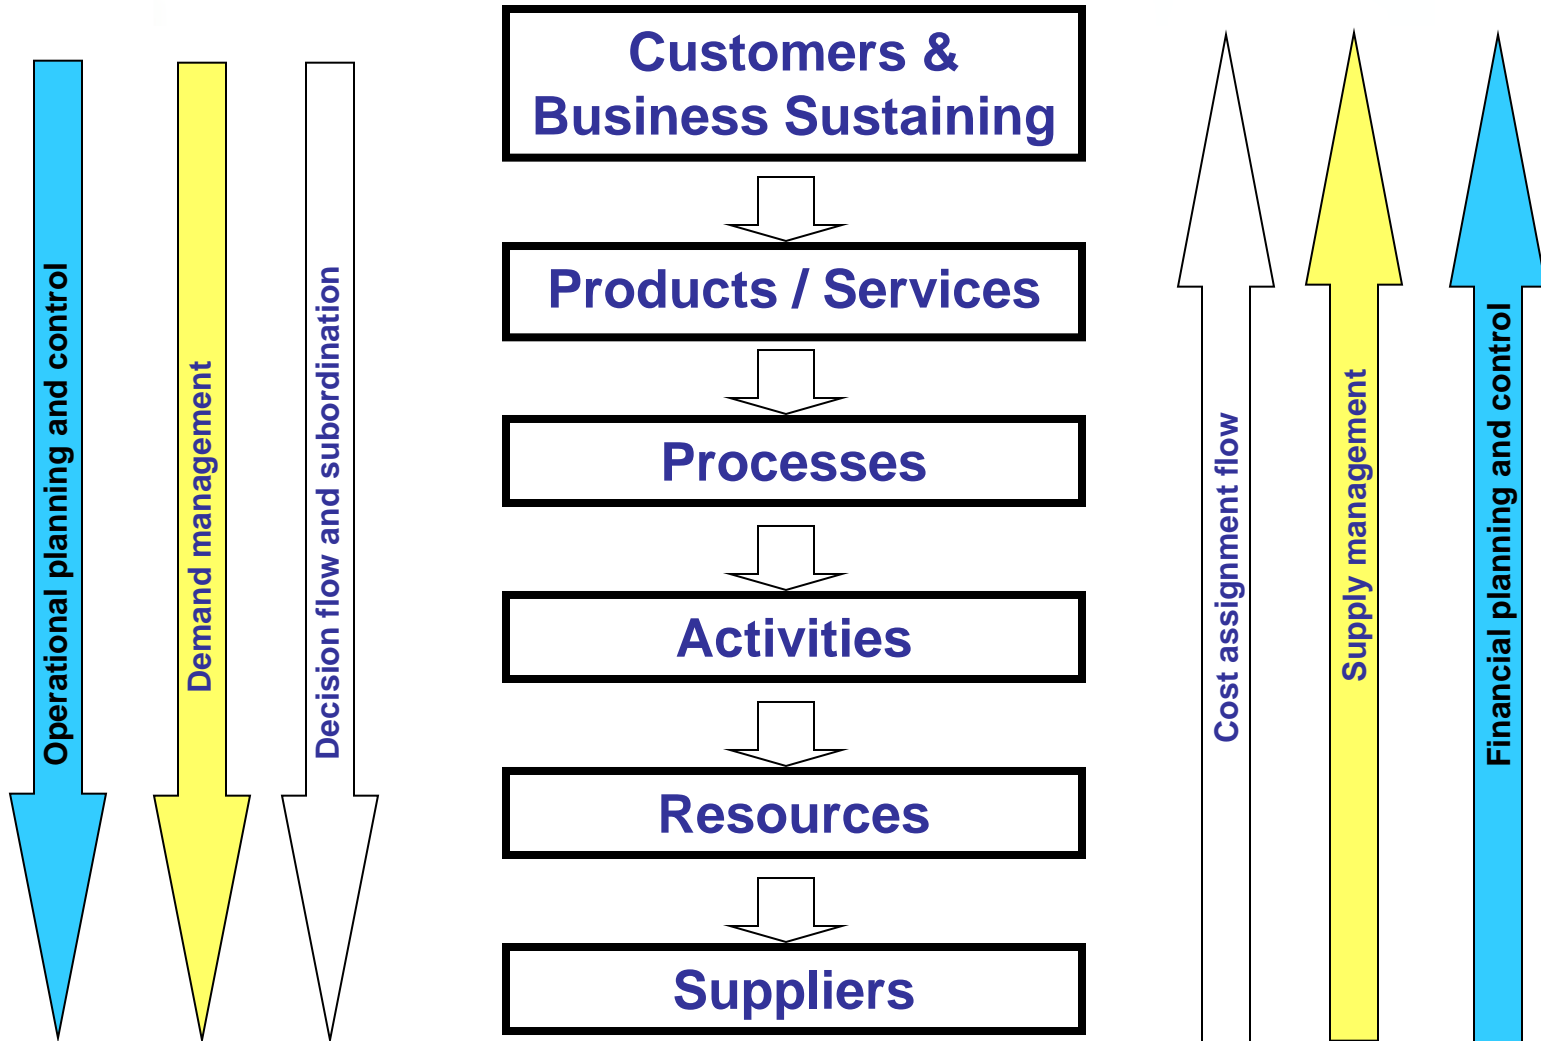 Customers &
Business Sustaining
Products / Services
Processes
Activities
Resources
Suppliers
Operational planning and control
Demand management
Decision flow and subordination
Cost assignment flow
Supply management
Financial planning and control